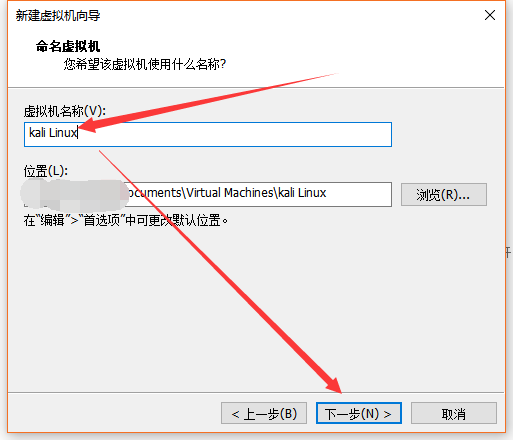 新建虚拟机向导
命名虚拟机
您希望该虚拟机使用什么名称?
虚拟机名称(V):
kali Linux
位置(L):
ocuments\Virtual Machines\kali Linux
浏览(R)...
在“编辑”>“首选项”中可更改默认位置。
< 上一步(B)
下一步(N) >
取消